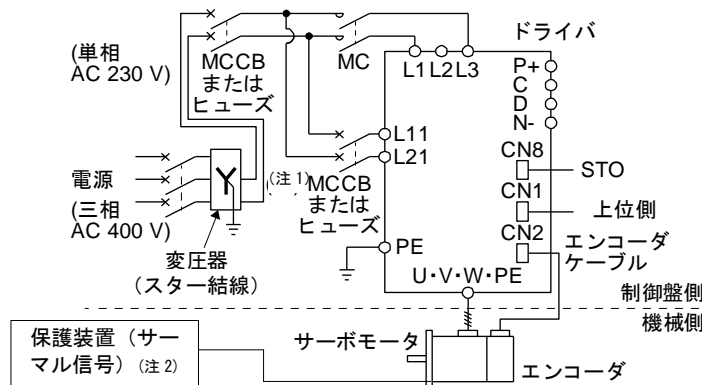 ドライバ
(単相
AC 230 V)
MCCB
または
ヒューズ
MC
L1 L2 L3
P+
C
D
N-
L11
L21
CN8
STO
CN1
上位側
CN2
エンコーダ
ケーブル
電源
(三相
AC 400 V)
(注 1)
MCCB
または
ヒューズ
変圧器
(スター結線)
PE
U・V・W・PE
制御盤側
機械側
保護装置 (サー
マル信号) (注 2)
サーボモータ
エンコーダ